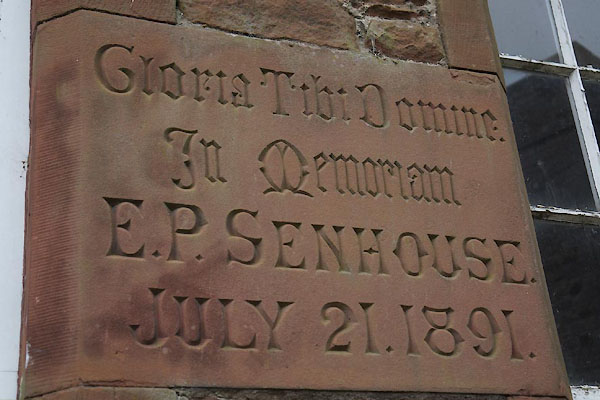 Gloria Tibi Domine.
In Memoriam
E.P. SENHOUSE.
JULY 21. 1891.